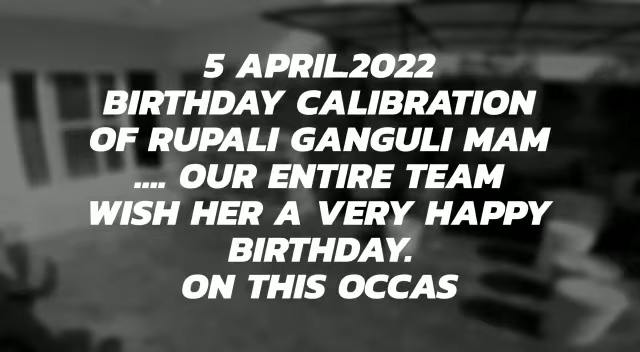 5 APRIL.2022
BIRTHDAY CALIBRATION
OF RUPALI GANGULI MAM
.... OUR ENTIRE TEAM
WISH HER A VERY HAPPY
BIRTHDAY.
ON THIS OCCAS